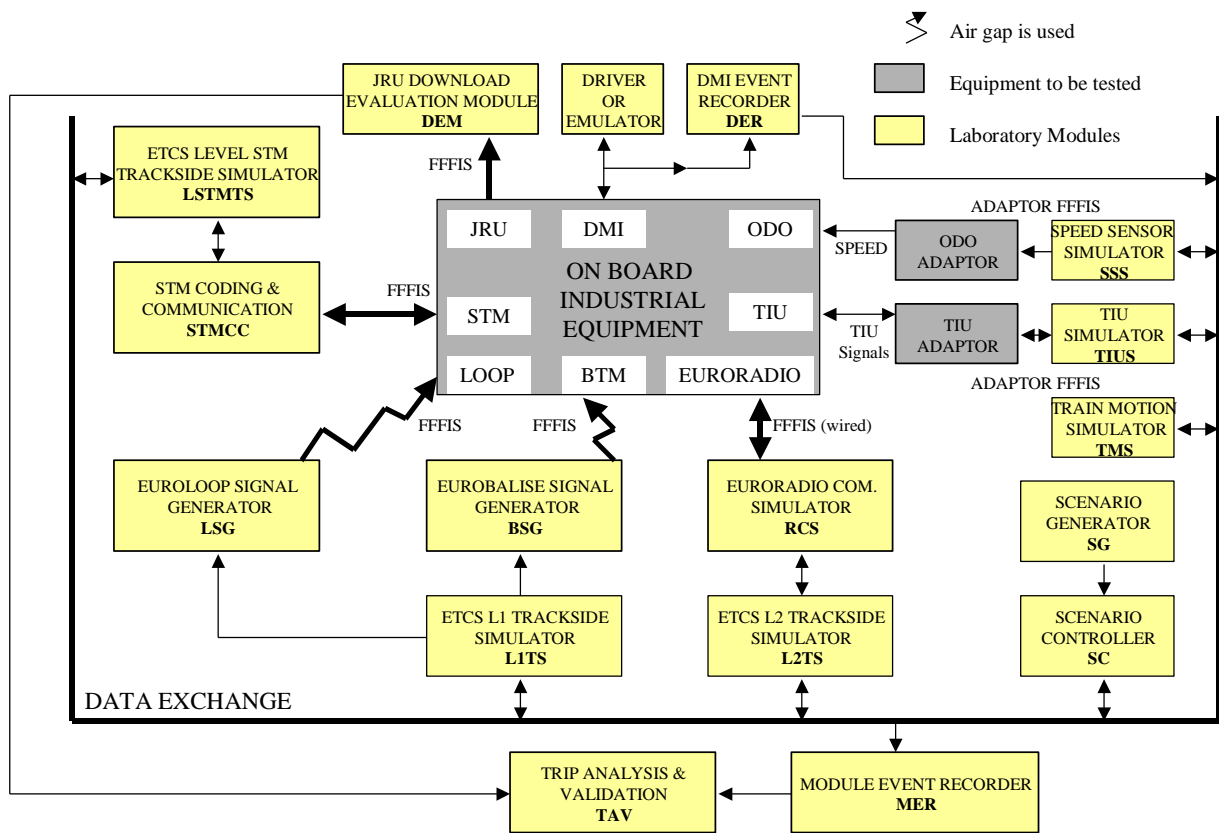 Air gap is used
Equipment to be tested
Laboratory Modules
JRU DOWNLOAD
EVALUATION MODULE
DEM
DRIVER
OR
EMULATOR
DMI EVENT
RECORDER
DER
ETCS LEVEL STM
TRACKSIDE SIMULATOR
LSTMTS
FFFIS
ADAPTOR FFFIS
JRU
DMI
ODO
SPEED
ODO
ADAPTOR
SPEED SENSOR
SIMULATOR
SSS
ON BOARD
INDUSTRIAL
EQUIPMENT
STM CODING &
COMMUNICATION
STMCC
FFFIS
STM
TIU
TIU
Signals
TIU
ADAPTOR
TIU
SIMULATOR
TIUS
LOOP
BTM
EURORADIO
ADAPTOR FFFIS
TRAIN MOTION
SIMULATOR
TMS
FFFIS
FFFIS
FFFIS (wired)
EUROLOOP SIGNAL
GENERATOR
LSG
EUROBALISE SIGNAL
GENERATOR
BSG
EURORADIO COM.
SIMULATOR
RCS
SCENARIO
GENERATOR
SG
ETCS L1 TRACKSIDE
SIMULATOR
L1TS
ETCS L2 TRACKSIDE
SIMULATOR
L2TS
SCENARIO
CONTROLLER
SC
DATA EXCHANGE
TRIP ANALYSIS &
VALIDATION
TAV
MODULE EVENT RECORDER
MER